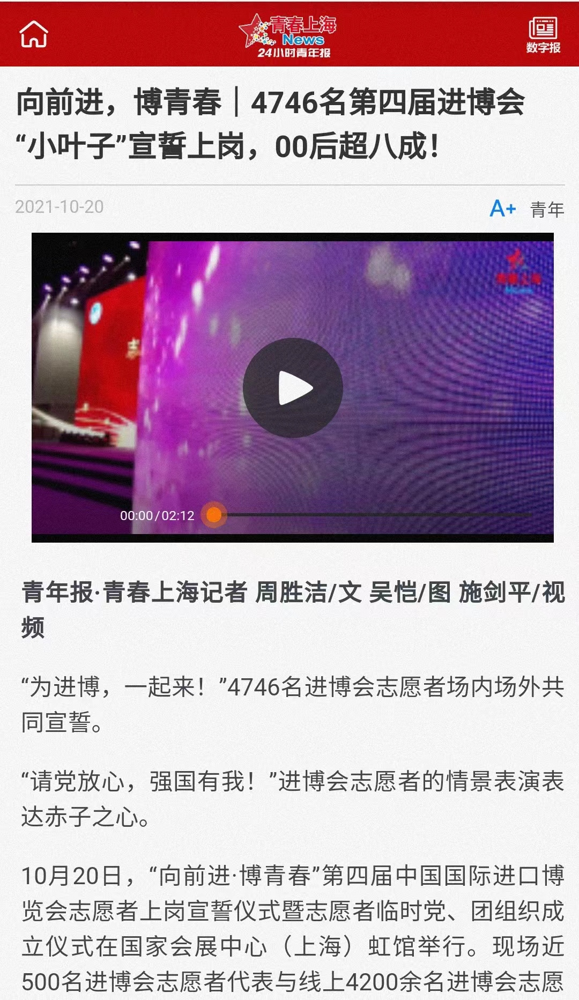 青春上海
News
24小时青年报
数字报
向前进，博青春｜4746名第四届进博会
“小叶子”宣誓上岗，00后超八成！
2021-10-20
A+ 青年
青春上海
News
志
00:00/02:12
青年报·青春上海记者 周胜洁/文 吴恺/图 施剑平/视
频
“为进博，一起来！”4746名进博会志愿者场内场外共
同宣誓。
“请党放心，强国有我！”进博会志愿者的情景表演表
达赤子之心。
10月20日，“向前进·博青春”第四届中国国际进口博
览会志愿者上岗宣誓仪式暨志愿者临时党、团组织成
立仪式在国家会展中心（上海）虹馆举行。现场近
500名进博会志愿者代表与线上4200余名进博会志愿